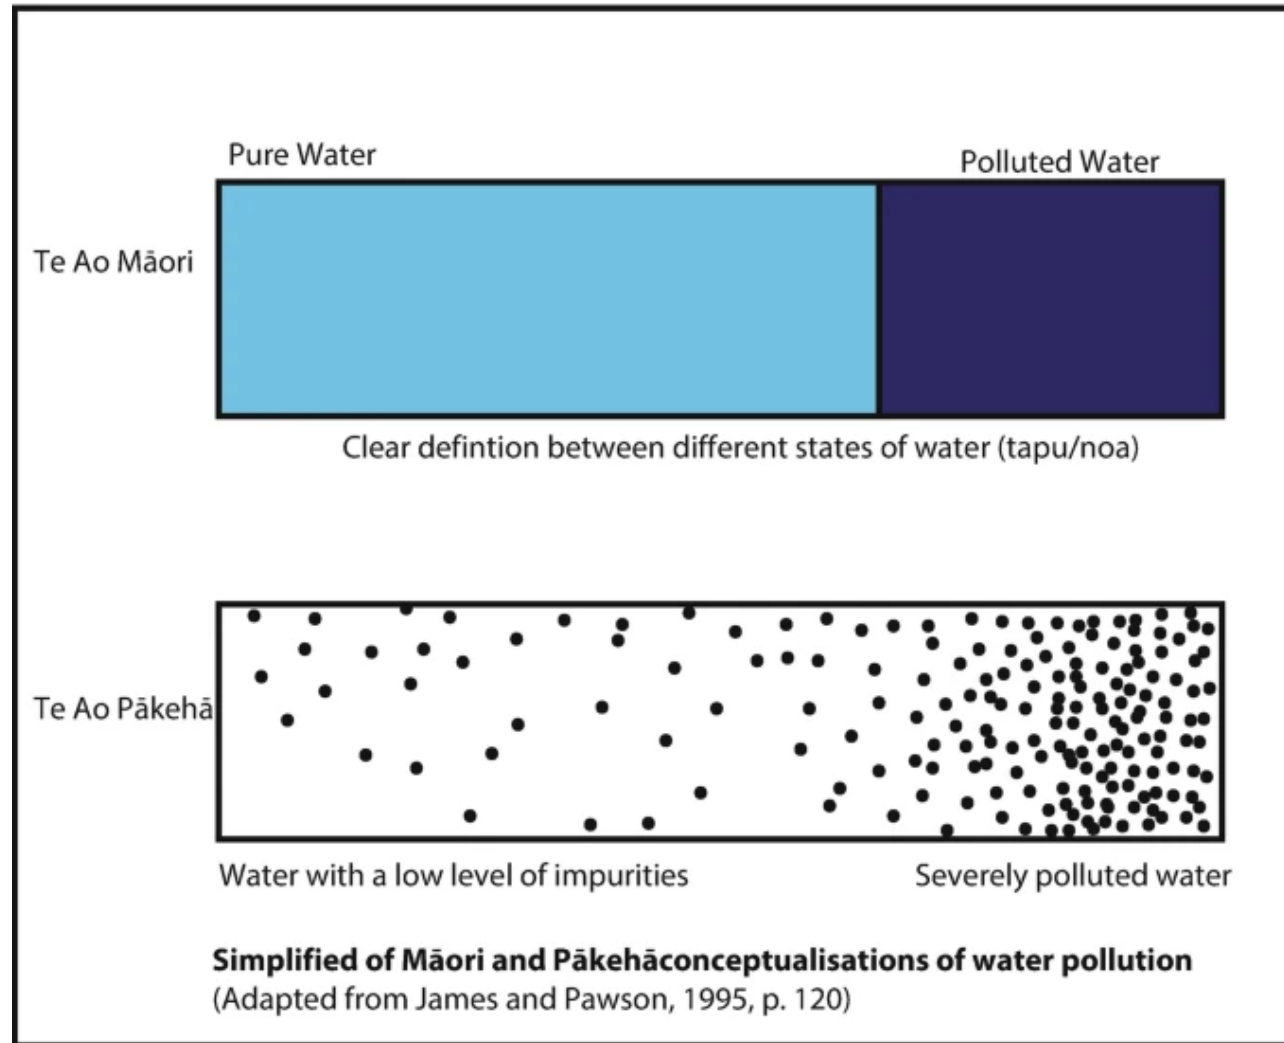 Pure Water
Polluted Water
Te Ao Māori
Clear defintion between different states of water (tapu/noa)
Te Ao Pākehā
Water with a low level of impurities
Severely polluted water
Simplified of Māori and Pākehāconceptualisations of water pollution
(Adapted from James and Pawson, 1995, p. 120)